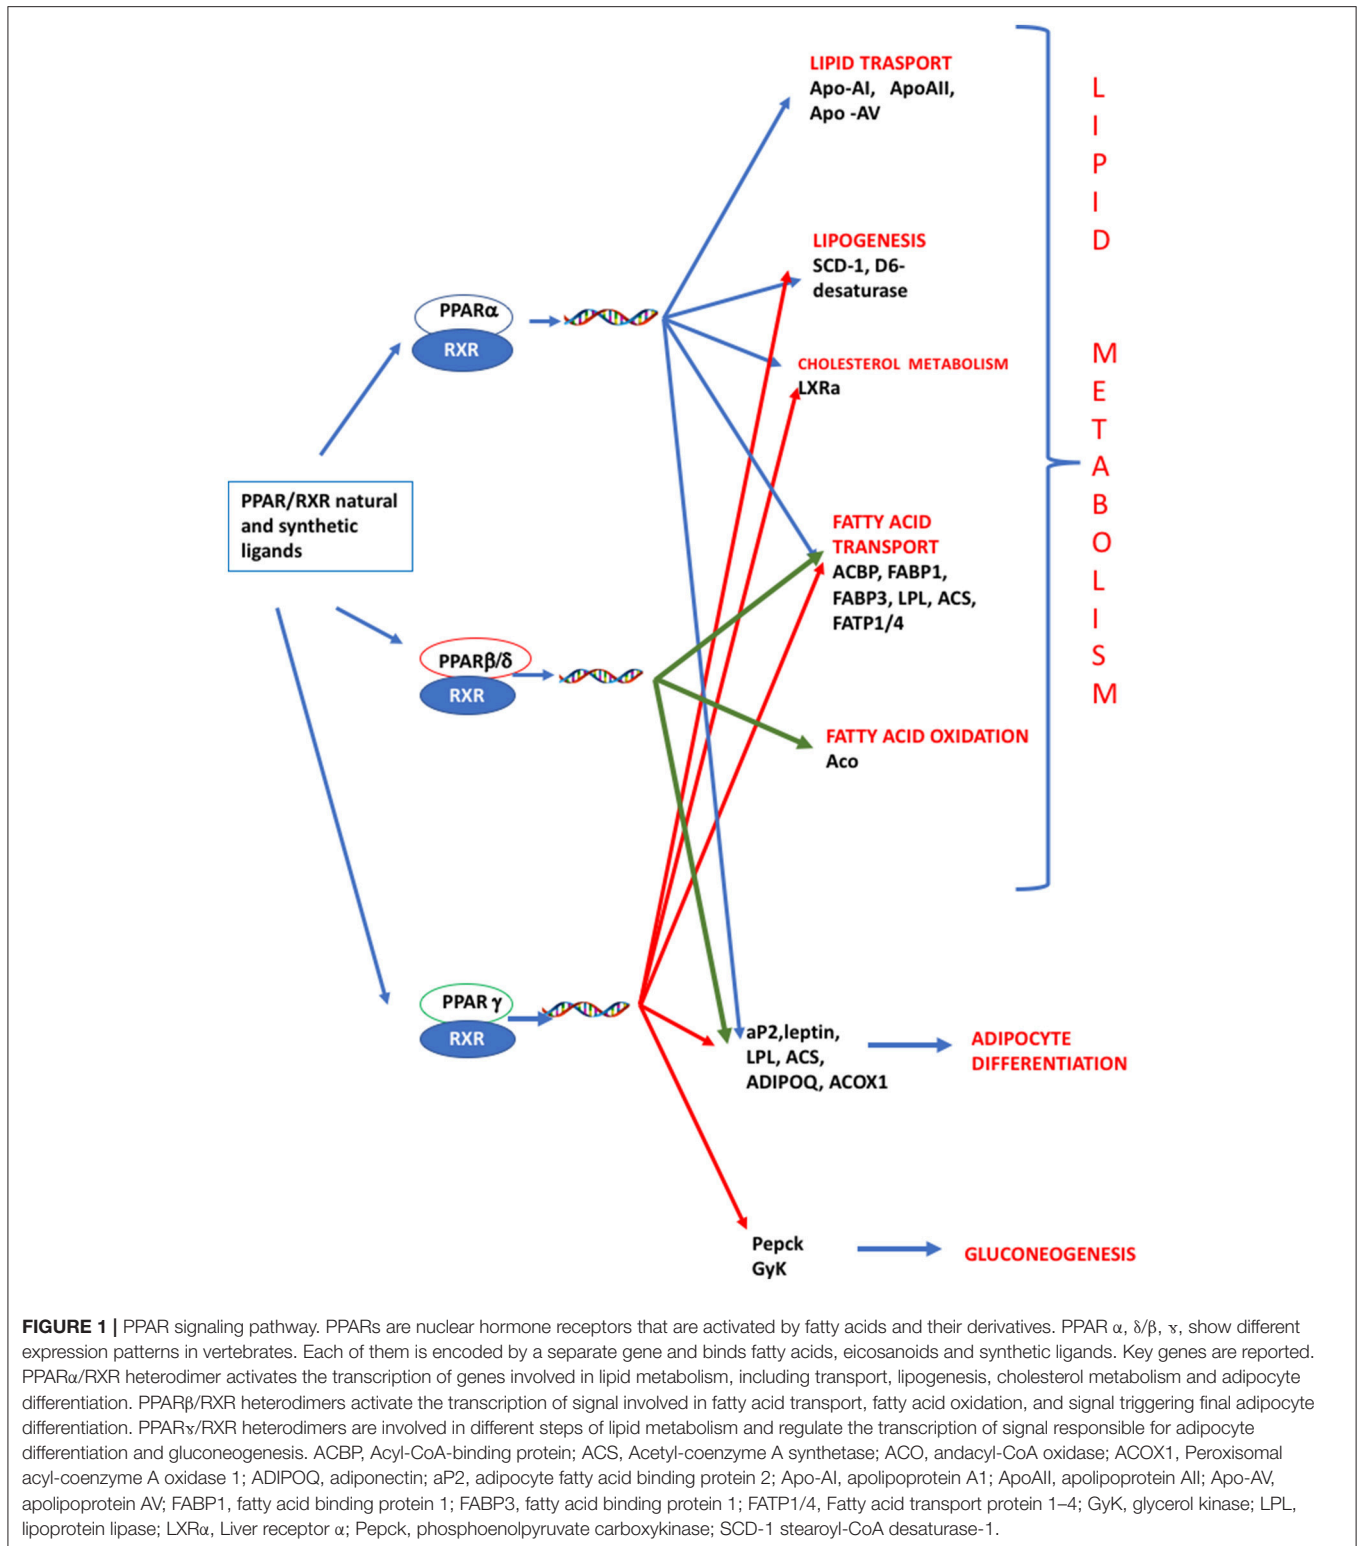 LIPID TRASPORT
Apo-AI, ApoAII,
Apo -AV
LIPOGENESIS
SCD-1, D6-
desaturase
CHOLESTEROL METABOLISM
LXRa
FATTY ACID
TRANSPORT
ACBP, FABP1,
FABP3, LPL, ACS,
FATP1/4
FATTY ACID OXIDATION
Aco
L
I
P
I
D
M
E
T
A
B
O
L
I
S
M
PPARα
RXR
PPAR/RXR natural
and synthetic
ligands
PPARβ/δ
RXR
PPAR γ
RXR
aP2,leptin,
LPL, ACS,
ADIPOQ, ACOX1
ADIPOCYTE
DIFFERENTIATION
Pepck
GyK
GLUCONEOGENESIS
FIGURE 1 | PPAR signaling pathway. PPARs are nuclear hormone receptors that are activated by fatty acids and their derivatives. PPAR α, δ/β, ɤ, show different
expression patterns in vertebrates. Each of them is encoded by a separate gene and binds fatty acids, eicosanoids and synthetic ligands. Key genes are reported.
PPARα/RXR heterodimer activates the transcription of genes involved in lipid metabolism, including transport, lipogenesis, cholesterol metabolism and adipocyte
differentiation. PPARβ/RXR heterodimers activate the transcription of signal involved in fatty acid transport, fatty acid oxidation, and signal triggering final adipocyte
differentiation. PPARɤ/RXR heterodimers are involved in different steps of lipid metabolism and regulate the transcription of signal responsible for adipocyte
differentiation and gluconeogenesis. ACBP, Acyl-CoA-binding protein; ACS, Acetyl-coenzyme A synthetase; ACO, andacyl-CoA oxidase; ACOX1, Peroxisomal
acyl-coenzyme A oxidase 1; ADIPOQ, adiponectin; aP2, adipocyte fatty acid binding protein 2; Apo-AI, apolipoprotein A1; ApoAII, apolipoprotein AII; Apo-AV,
apolipoprotein AV; FABP1, fatty acid binding protein 1; FABP3, fatty acid binding protein 1; FATP1/4, Fatty acid transport protein 1–4; GyK, glycerol kinase; LPL,
lipoprotein lipase; LXRα, Liver receptor α; Pepck, phosphoenolpyruvate carboxykinase; SCD-1 stearoyl-CoA desaturase-1.